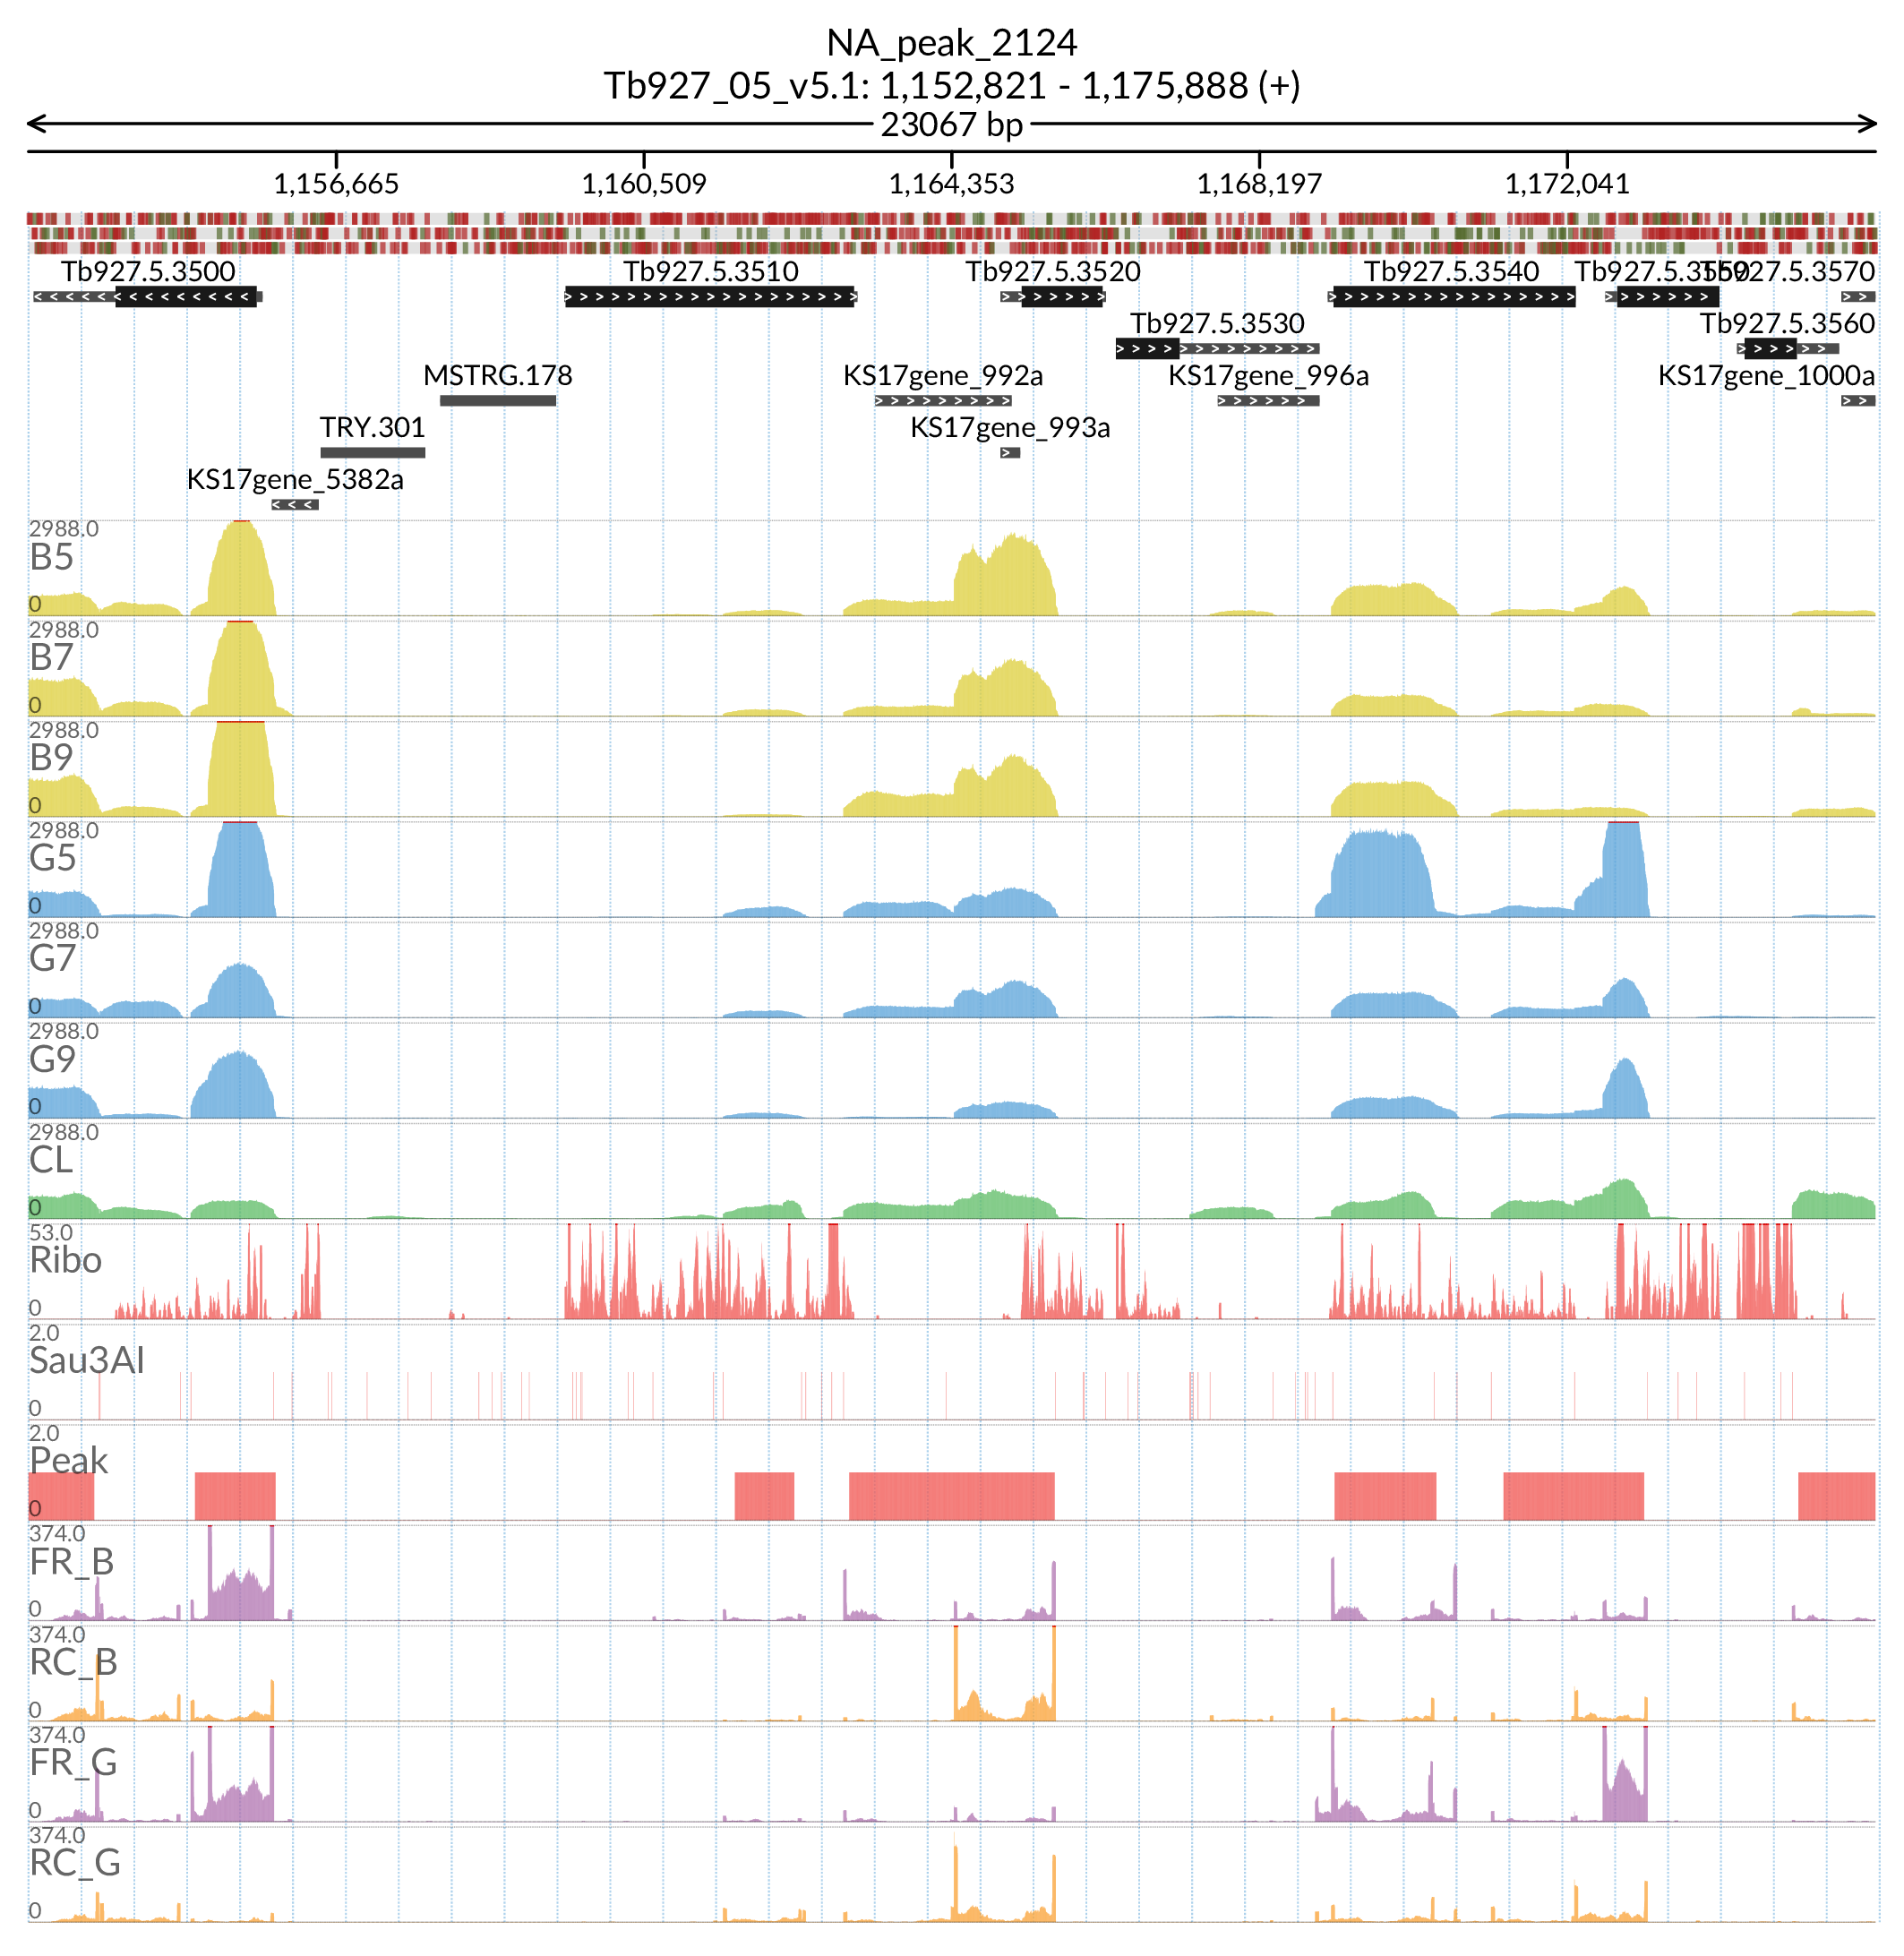 NA_peak_2124
Tb927_05_v5.1: 1,152,821 - 1,175,888 (+)
23067 bp
1,156,665 1,160,509 1,164,353 1,168,197 1,172,041
Tb927.5.3500 Tb927.5.3510 Tb927.5.3520 Tb927.5.3540 Tb927.5.3550 Tb927.5.3570
Tb927.5.3530 Tb927.5.3560
MSTRG.178 KS17gene_992a KS17gene_996a KS17gene_1000a
TRY.301 KS17gene_993a
KS17gene_5382a
2988.0
B5
0
2988.0
B7
0
2988.0
B9
0
2988.0
G5
0
2988.0
G7
0
2988.0
G9
0
2988.0
CL
0
53.0
Ribo
0
2.0
Sau3AI
0
2.0
Peak
0
374.0
FR_B
0
374.0
RC_B
0
374.0
FR_G
0
374.0
RC_G
0